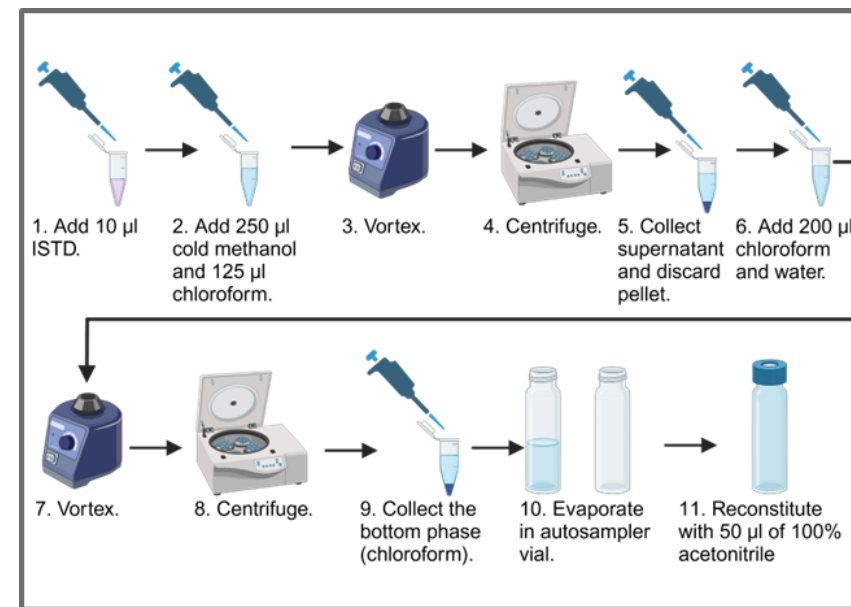 1. Add 10 µl
ISTD.
2. Add 250 µl
cold methanol
and 125 µl
chloroform.
3. Vortex.
4. Centrifuge.
5. Collect
supernatant
and discard
pellet.
6. Add 200 µl
chloroform
and water.
7. Vortex.
8. Centrifuge.
9. Collect the
bottom phase
(chloroform).
10. Evaporate
in autosampler
vial.
11. Reconstitute
with 50 µl of 100%
acetonitrile